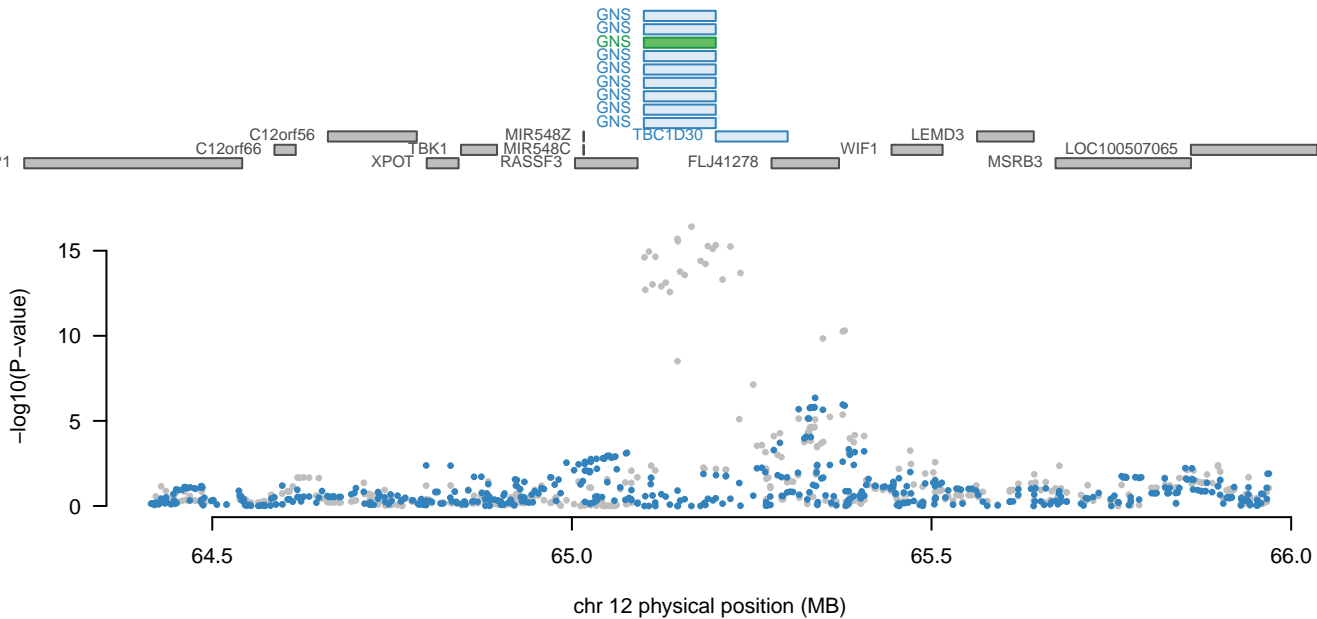 GNS
GNS
GNS
GNS
GNS
GNS
GNS
GNS
GNS
C12orf56 MIR548Z TBC1D30 LEMD3
C12orf66 TBK1 MIR548C WIF1 LOC100507065
P1 XPOT RASSF3 FLJ41278 MSRB3
15
10
5
0
−log10(P−value)
64.5 65.0 65.5 66.0
chr 12 physical position (MB)